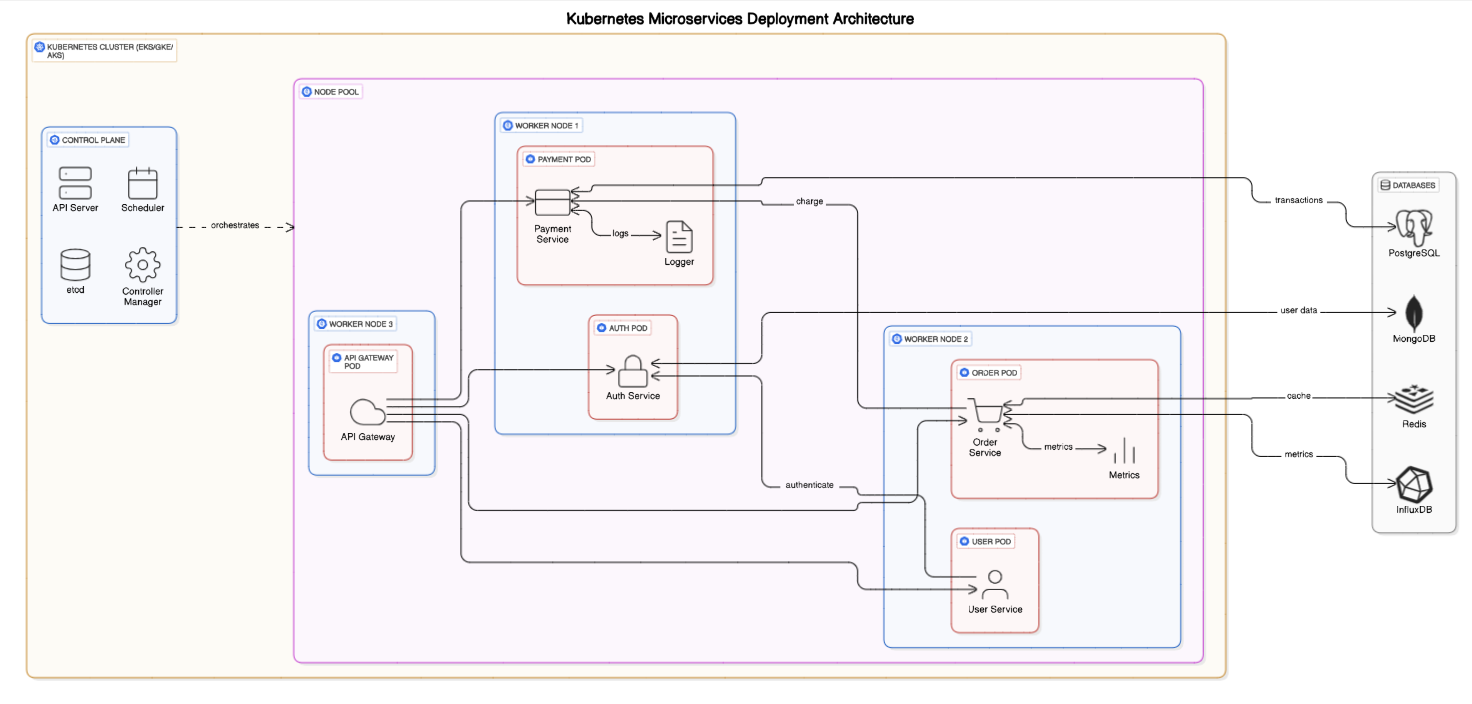 Kubernetes Microservices Deployment Architecture
KUBERNETES CLUSTER (EKS/GKE/
AKS)
NODE POOL
CONTROL PLANE
API Server
Scheduler
etcd
Controller
Manager
orchestrates
WORKER NODE 1
PAYMENT POD
Payment
Service
logs
Logger
charge
AUTH POD
Auth Service
WORKER NODE 3
API GATEWAY
POD
API Gateway
WORKER NODE 2
ORDER POD
Order
Service
metrics
Metrics
authenticate
USER POD
User Service
transactions
user data
cache
metrics
DATABASES
PostgreSQL
MongoDB
Redis
InfluxDB